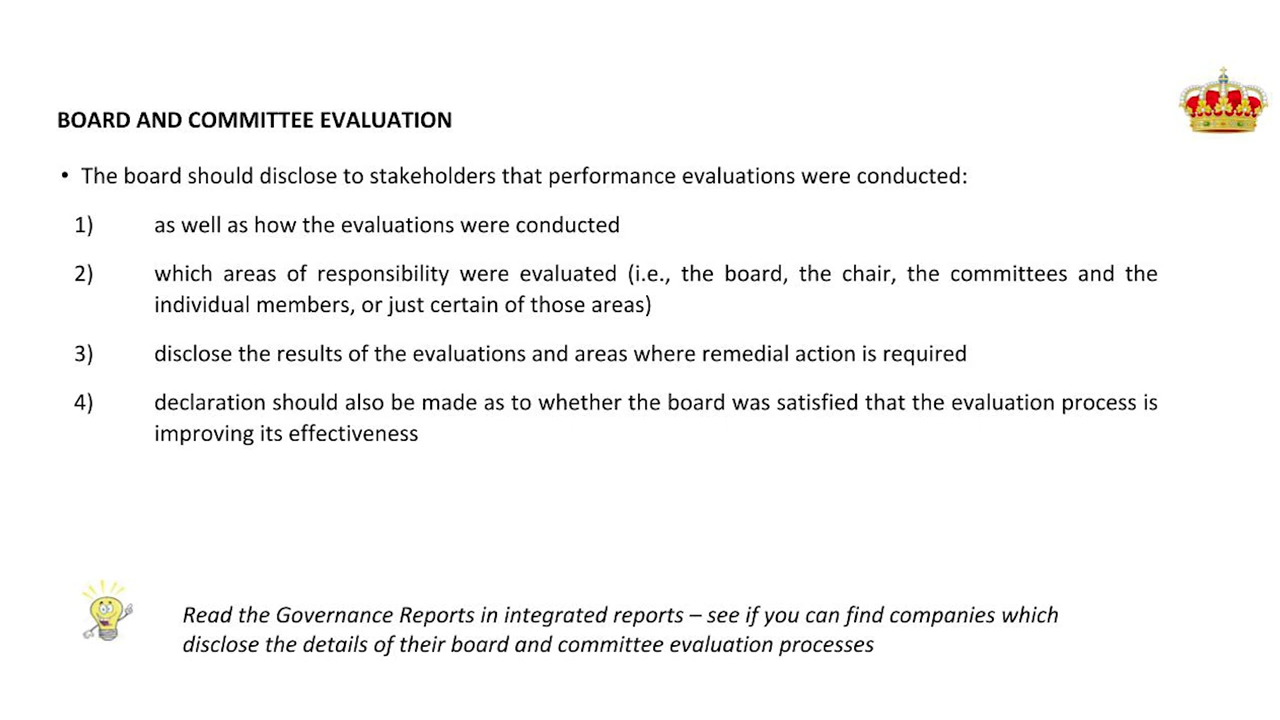 BOARD AND COMMITTEE EVALUATION
• The board should disclose to stakeholders that performance evaluations were conducted:
1) as well as how the evaluations were conducted
2) which areas of responsibility were evaluated (i.e., the board, the chair, the committees and the
individual members, or just certain of those areas)
3) disclose the results of the evaluations and areas where remedial action is required
4) declaration should also be made as to whether the board was satisfied that the evaluation process is
improving its effectiveness
Read the Governance Reports in integrated reports – see if you can find companies which
disclose the details of their board and committee evaluation processes